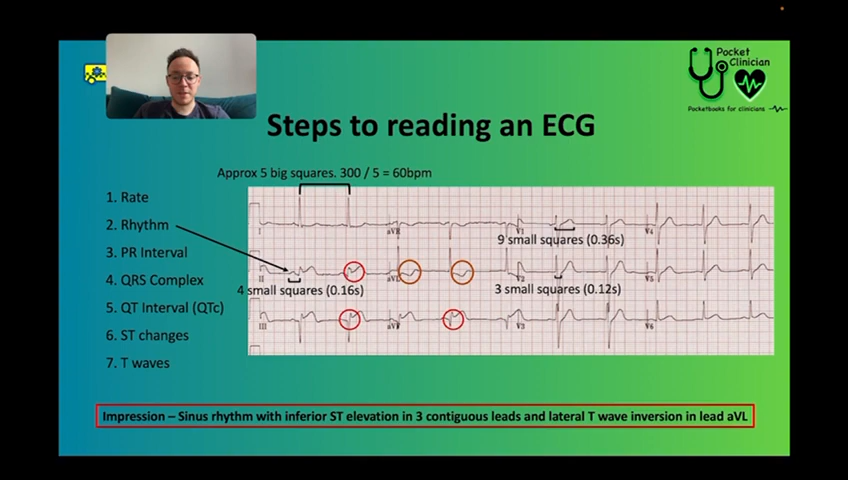 Pocket
Clinician
Pocketbooks for clinicians
Steps to reading an ECG
Approx 5 big squares. 300 / 5 = 60bpm
1. Rate
2. Rhythm
3. PR Interval
4. QRS Complex
5. QT Interval (QTc)
6. ST changes
7. T waves
I aVR V1 V4
9 small squares (0.36s)
II aVL V2 V5
4 small squares (0.16s)
3 small squares (0.12s)
III aVF V3 V6
Impression – Sinus rhythm with inferior ST elevation in 3 contiguous leads and lateral T wave inversion in lead aVL